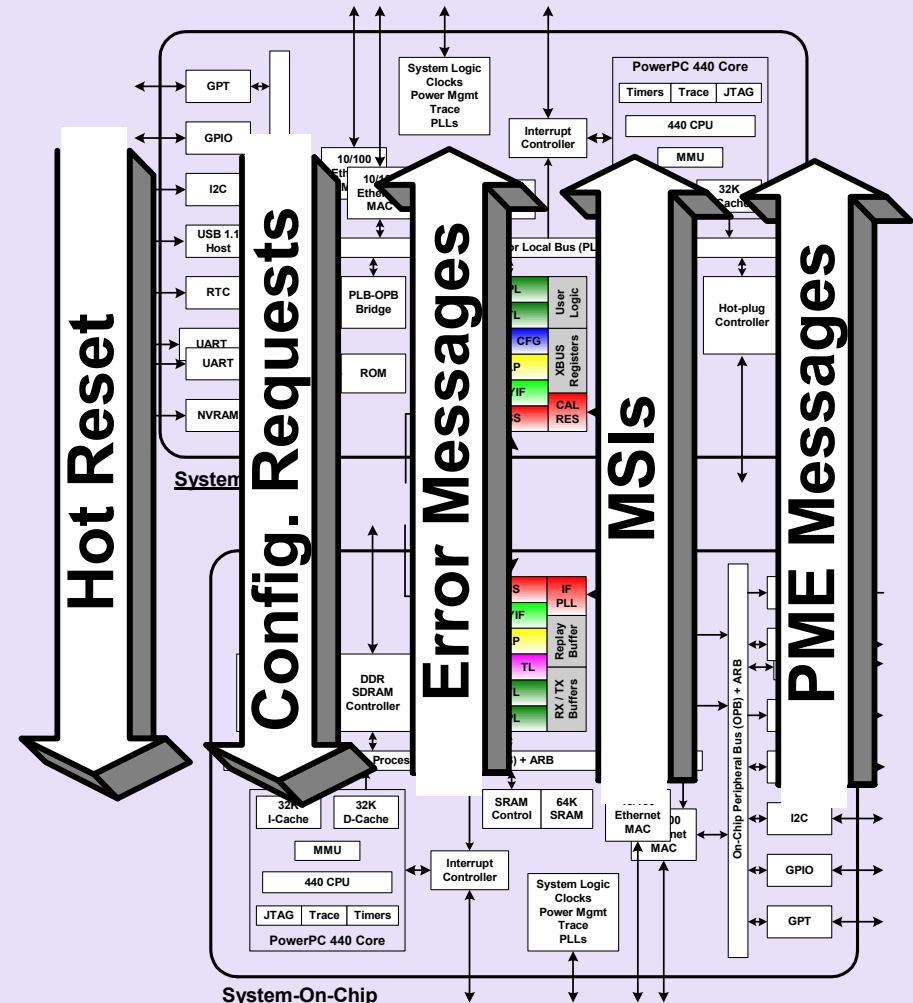 System Logic
Clocks
Power Mgmt
Trace
PLLs
PowerPC 440 Core
Timers
Trace
JTAG
440 CPU
MMU
32K
Interrupt
Controller
GPT
GPIO
I2C
USB 1.1
Host
RTC
UART
UART
NVRAM
10/100
MAC
PLB-OPB
Bridge
ROM
Local Bus
User
Logic
CFG
XBUS
Registers
CAL
RES
Hot-plug
Controller
System
Hot Reset
Config. Requests
Error Messages
MSIs
PME Messages
IF
PLL
Replay
Buffer
TL
RX / TX
Buffers
DDR
SDRAM
Controller
+ ARB
On-Chip Peripheral Bus (OPB) + ARB
32K
I-Cache
32K
D-Cache
MMU
440 CPU
JTAG
Trace
Timers
PowerPC 440 Core
Interrupt
Controller
SRAM
Control
64K
SRAM
Ethernet
MAC
MAC
System Logic
Clocks
Power Mgmt
Trace
PLLs
I2C
GPIO
GPT
System-On-Chip